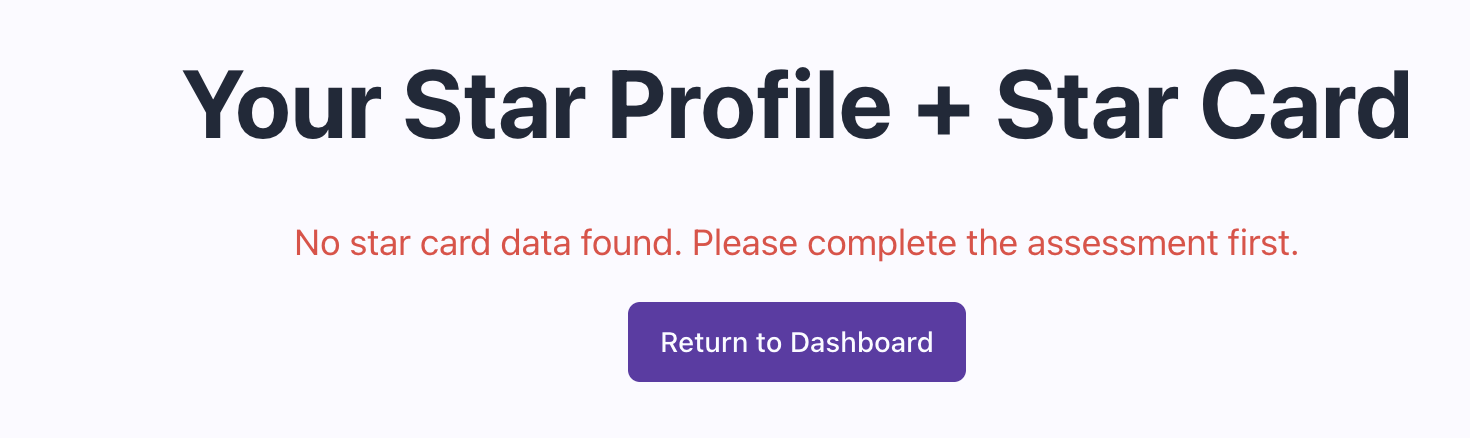 Your Star Profile + Star Card
No star card data found. Please complete the assessment first.
Return to Dashboard